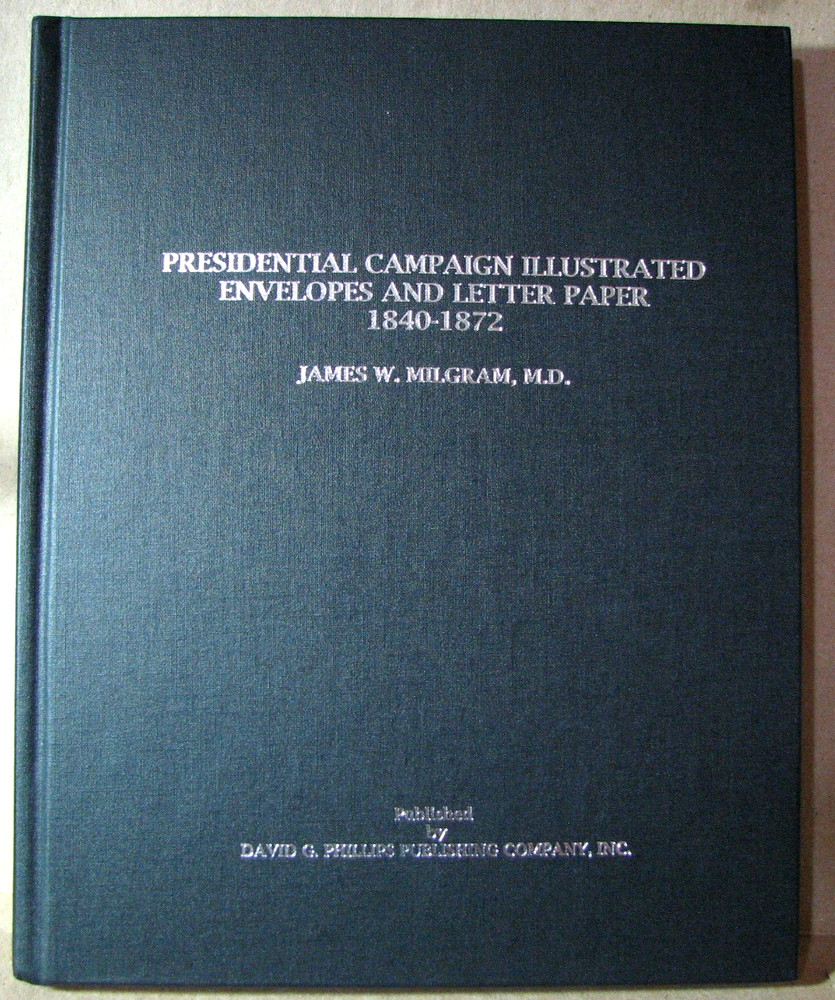 PRESIDENTIAL CAMPAIGN ILLUSTRATED
ENVELOPES AND LETTER PAPER
1840-1872
JAMES W. MILGRAM, M.D.
Published
by
DAVID G. PHILLIPS PUBLISHING COMPANY, INC.